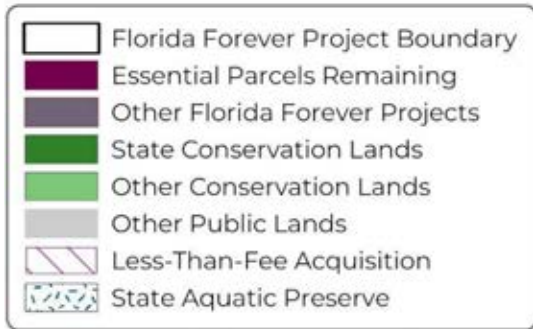 Florida Forever Project Boundary
Essential Parcels Remaining
Other Florida Forever Projects
State Conservation Lands
Other Conservation Lands
Other Public Lands
Less-Than-Fee Acquisition
State Aquatic Preserve